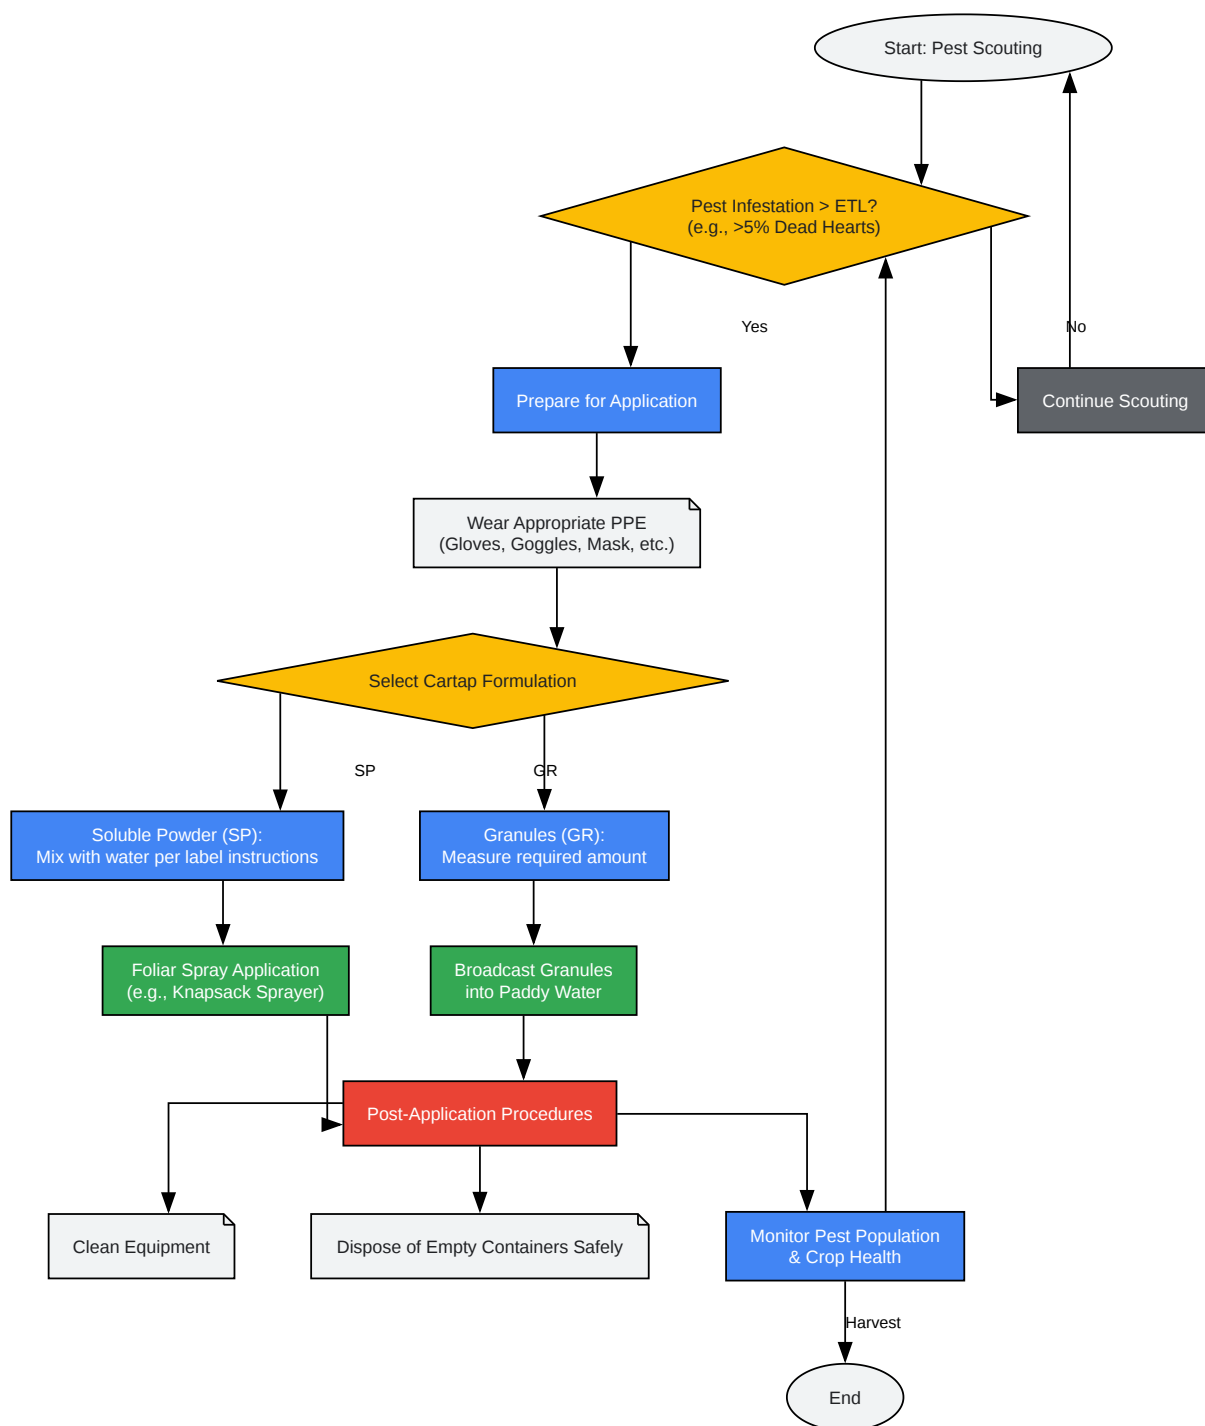 Start: Pest Scouting
Pest Infestation > ETL?
(e.g., >5% Dead Hearts)
Yes
No
Prepare for Application
Continue Scouting
Wear Appropriate PPE
(Gloves, Goggles, Mask, etc.)
Select Cartap Formulation
SP
GR
Soluble Powder (SP):
Mix with water per label instructions
Granules (GR):
Measure required amount
Foliar Spray Application
(e.g., Knapsack Sprayer)
Broadcast Granules
into Paddy Water
Post-Application Procedures
Clean Equipment
Dispose of Empty Containers Safely
Monitor Pest Population
& Crop Health
Harvest
End